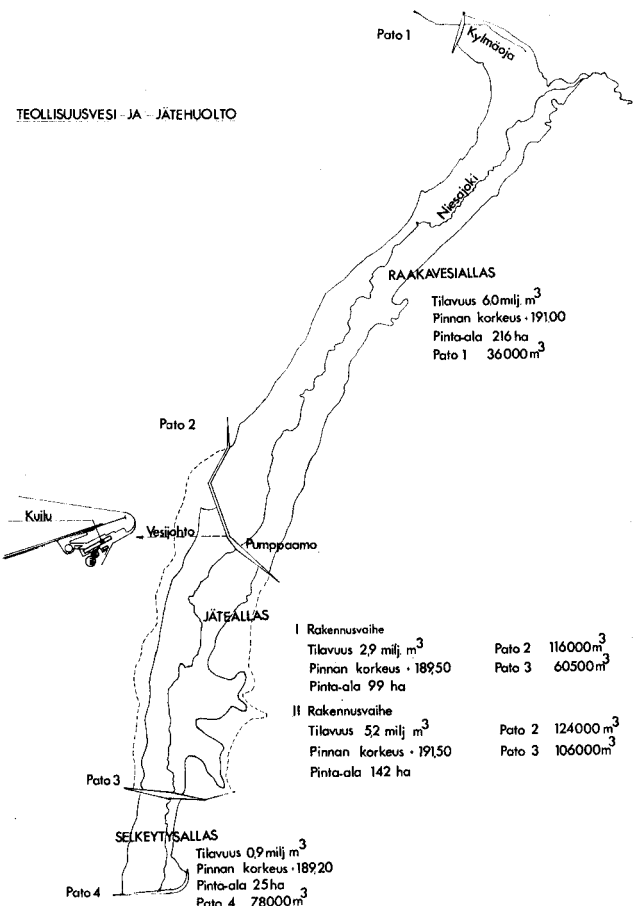 Pato 1
Kylmäoja
TEOLLISUUSVESI - JA - JÄTEHUOLTO
Niesajoki
RAAKAVESIALLAS
Tilavuus 6,0 milj. m³
Pinnan korkeus +191,00
Pinta-ala 216 ha
Pato 1 36000 m³
Pato 2
Kuilu
Vesijohto
Pumppaamo
JÄTEALLAS
I Rakennusvaihe
Tilavuus 2,9 milj. m³ Pato 2 116000 m³
Pinnan korkeus +189,50 Pato 3 60500 m³
Pinta-ala 99 ha
II Rakennusvaihe
Tilavuus 5,2 milj m³ Pato 2 124000 m³
Pinnan korkeus +191,50 Pato 3 106000 m³
Pinta-ala 142 ha
Pato 3
SELKEYTYSALLAS
Tilavuus 0,9 milj m³
Pinnan korkeus +189,20
Pinta-ala 25 ha
Pato 4
Pato 4 78000 m³